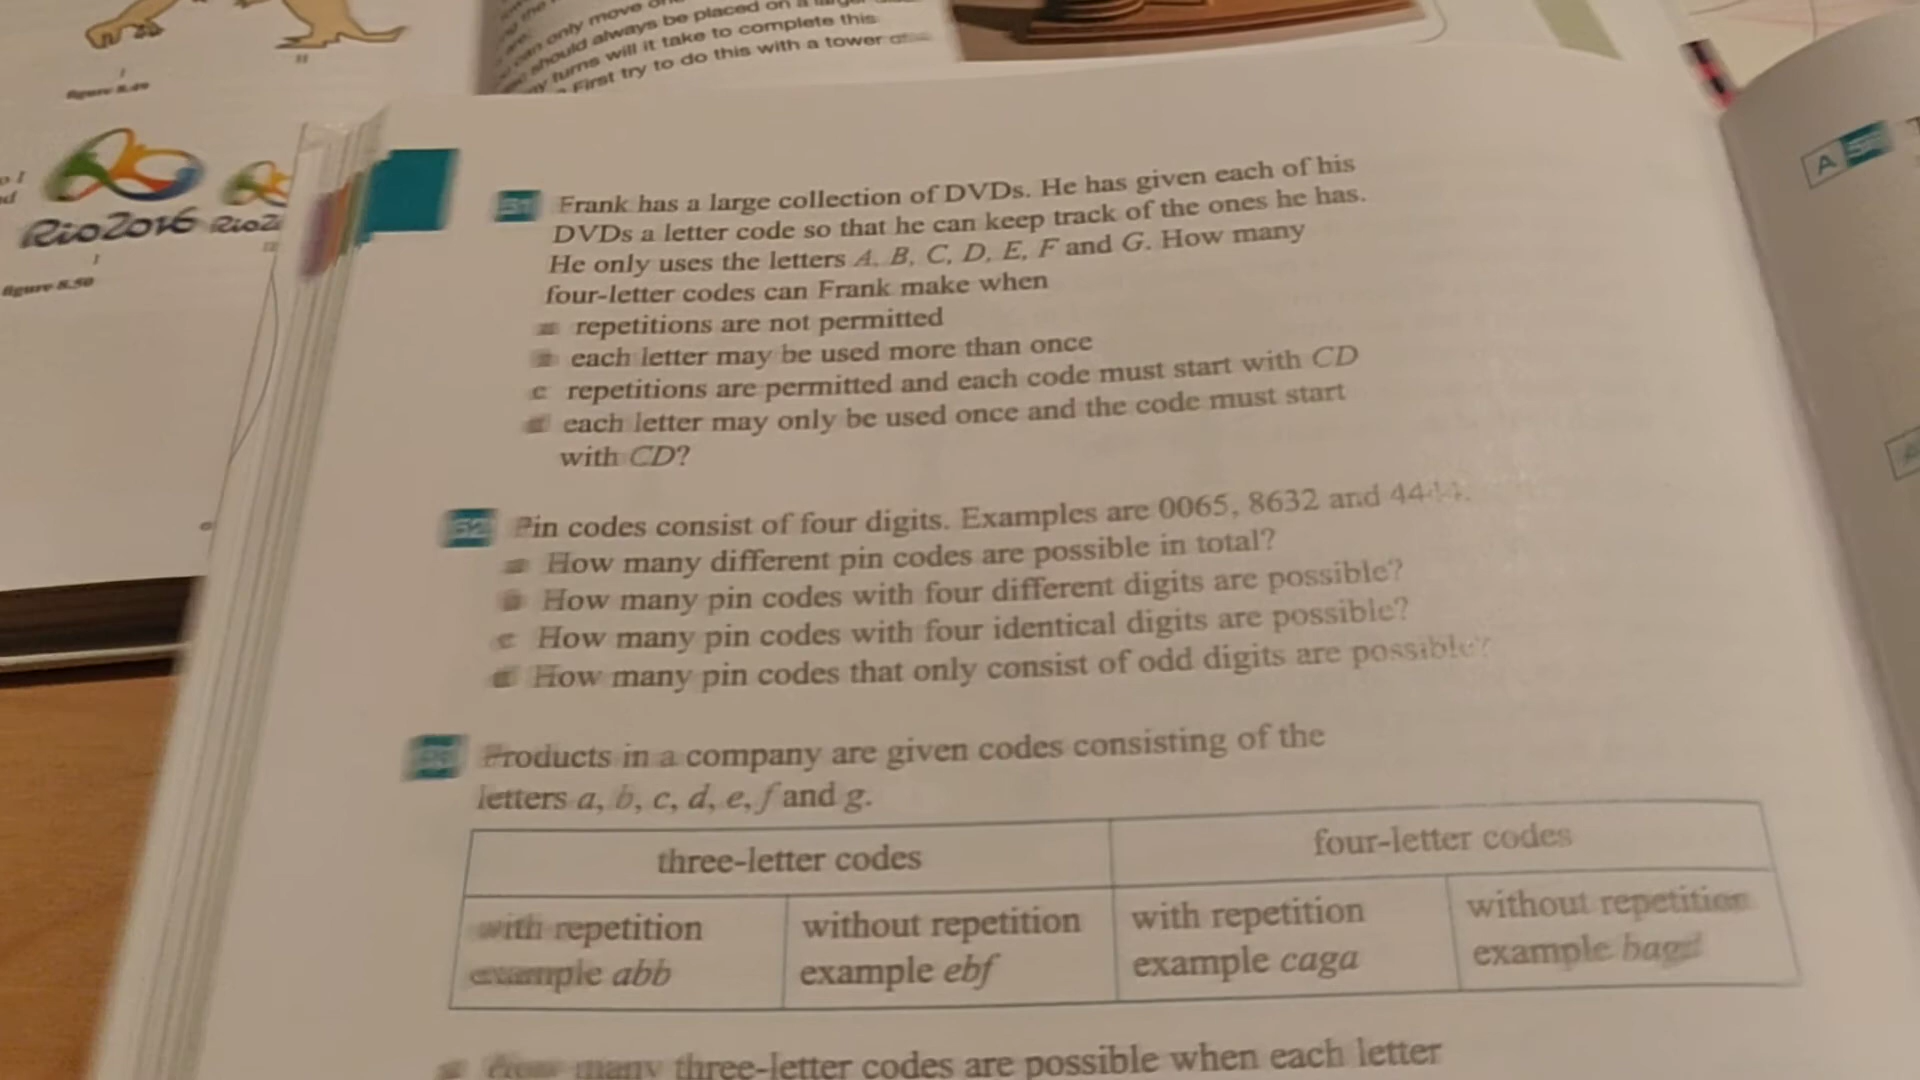 figure 8.49
Rio2016
figure 8.50
can only move
should always be placed on a
turns will it take to complete this
First try to do this with a tower
51 Frank has a large collection of DVDs. He has given each of his
DVDs a letter code so that he can keep track of the ones he has.
He only uses the letters A, B, C, D, E, F and G. How many
four-letter codes can Frank make when
a repetitions are not permitted
b each letter may be used more than once
c repetitions are permitted and each code must start with CD
d each letter may only be used once and the code must start
with CD?
52 Pin codes consist of four digits. Examples are 0065, 8632 and 4444.
a How many different pin codes are possible in total?
b How many pin codes with four different digits are possible?
c How many pin codes with four identical digits are possible?
d How many pin codes that only consist of odd digits are possible?
Products in a company are given codes consisting of the
letters a, b, c, d, e, f and g.
three-letter codes four-letter codes
with repetition without repetition with repetition without repetition
example abb example ebf example caga example
How many three-letter codes are possible when each letter
A